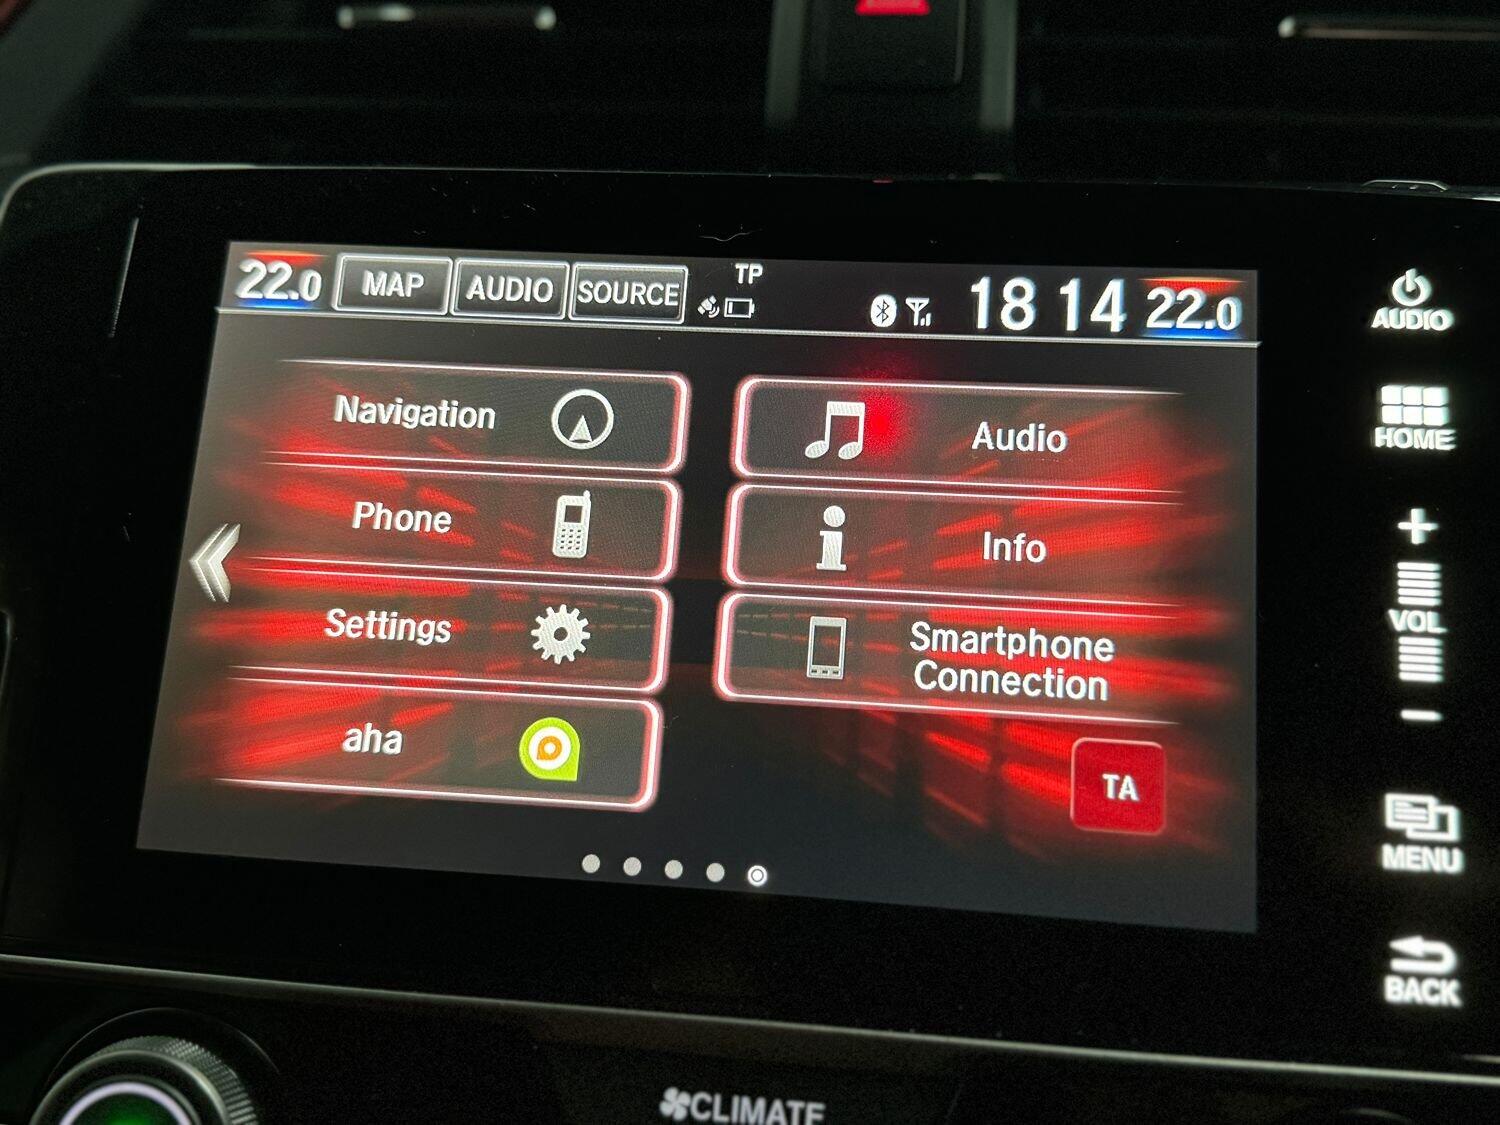 22.0 MAP AUDIO SOURCE TP 18 14 22.0
Navigation
Audio
Phone
Info
Settings
Smartphone
Connection
aha
TA
AUDIO
HOME
+
VOL
-
MENU
BACK
CLIMATE